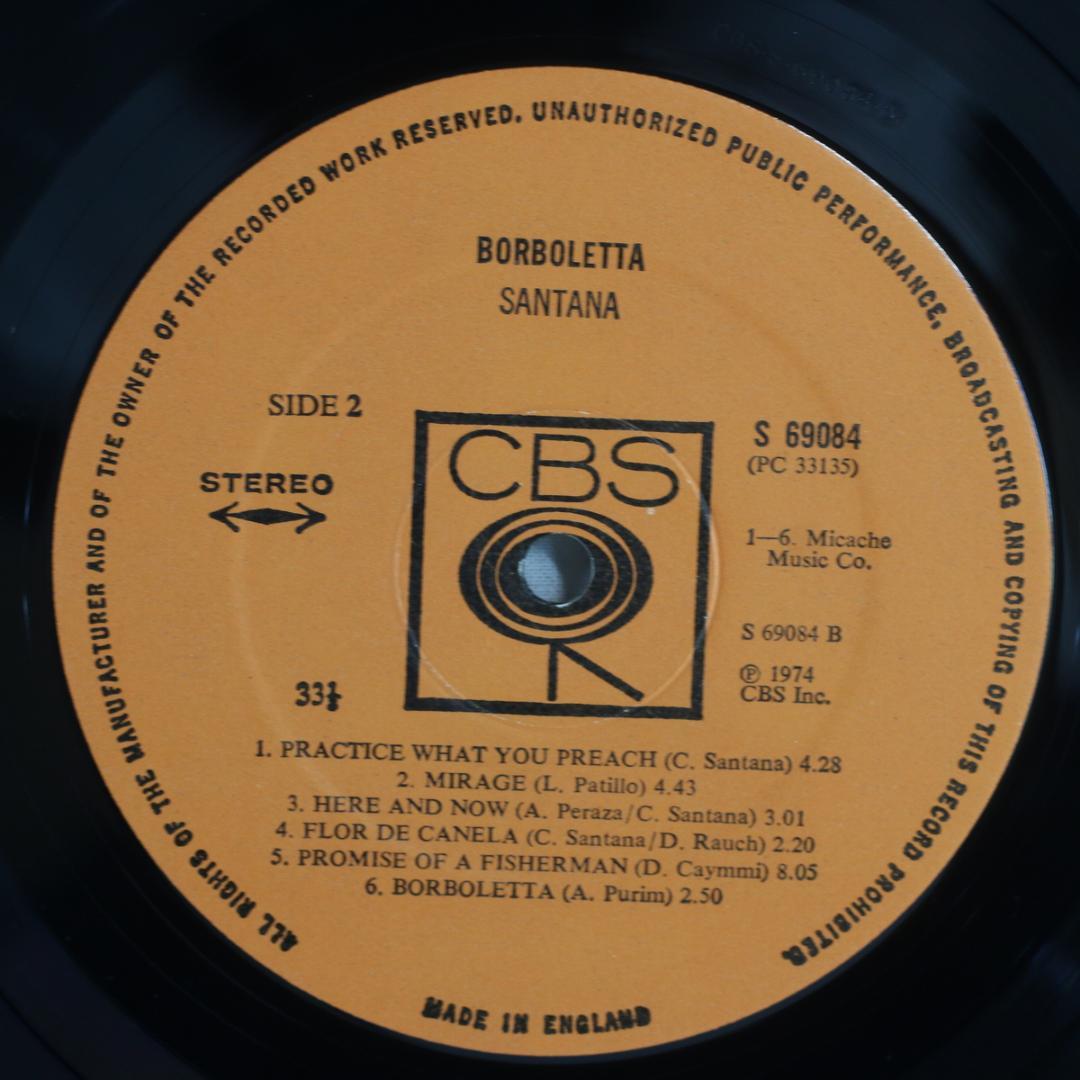 ALL RIGHTS OF THE MANUFACTURER AND OF THE OWNER OF THE RECORDED WORK RESERVED. UNAUTHORIZED PUBLIC PERFORMANCE, BROADCASTING AND COPYING OF THIS RECORD PROHIBITED.
BORBOLETTA
SANTANA
SIDE 2
STEREO
33⅓
CBS
S 69084
(PC 33135)
1—6. Micache
Music Co.
S 69084 B
℗ 1974
CBS Inc.
1. PRACTICE WHAT YOU PREACH (C. Santana) 4.28
2. MIRAGE (L. Patillo) 4.43
3. HERE AND NOW (A. Peraza/C. Santana) 3.01
4. FLOR DE CANELA (C. Santana/D. Rauch) 2.20
5. PROMISE OF A FISHERMAN (D. Caymmi) 8.05
6. BORBOLETTA (A. Purim) 2.50
MADE IN ENGLAND